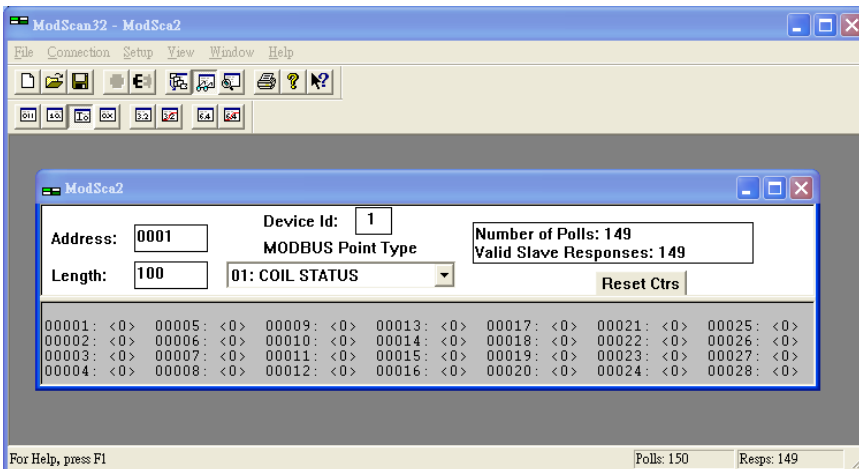 ModScan32 - ModSca2
File Connection Setup View Window Help
ModSca2
Address: 0001
Device Id: 1
MODBUS Point Type
Length: 100
01: COIL STATUS
Number of Polls: 149
Valid Slave Responses: 149
Reset Ctrs
00001: <0> 00005: <0> 00009: <0> 00013: <0> 00017: <0> 00021: <0> 00025: <0>
00002: <0> 00006: <0> 00010: <0> 00014: <0> 00018: <0> 00022: <0> 00026: <0>
00003: <0> 00007: <0> 00011: <0> 00015: <0> 00019: <0> 00023: <0> 00027: <0>
00004: <0> 00008: <0> 00012: <0> 00016: <0> 00020: <0> 00024: <0> 00028: <0>
For Help, press F1
Polls: 150
Resps: 149